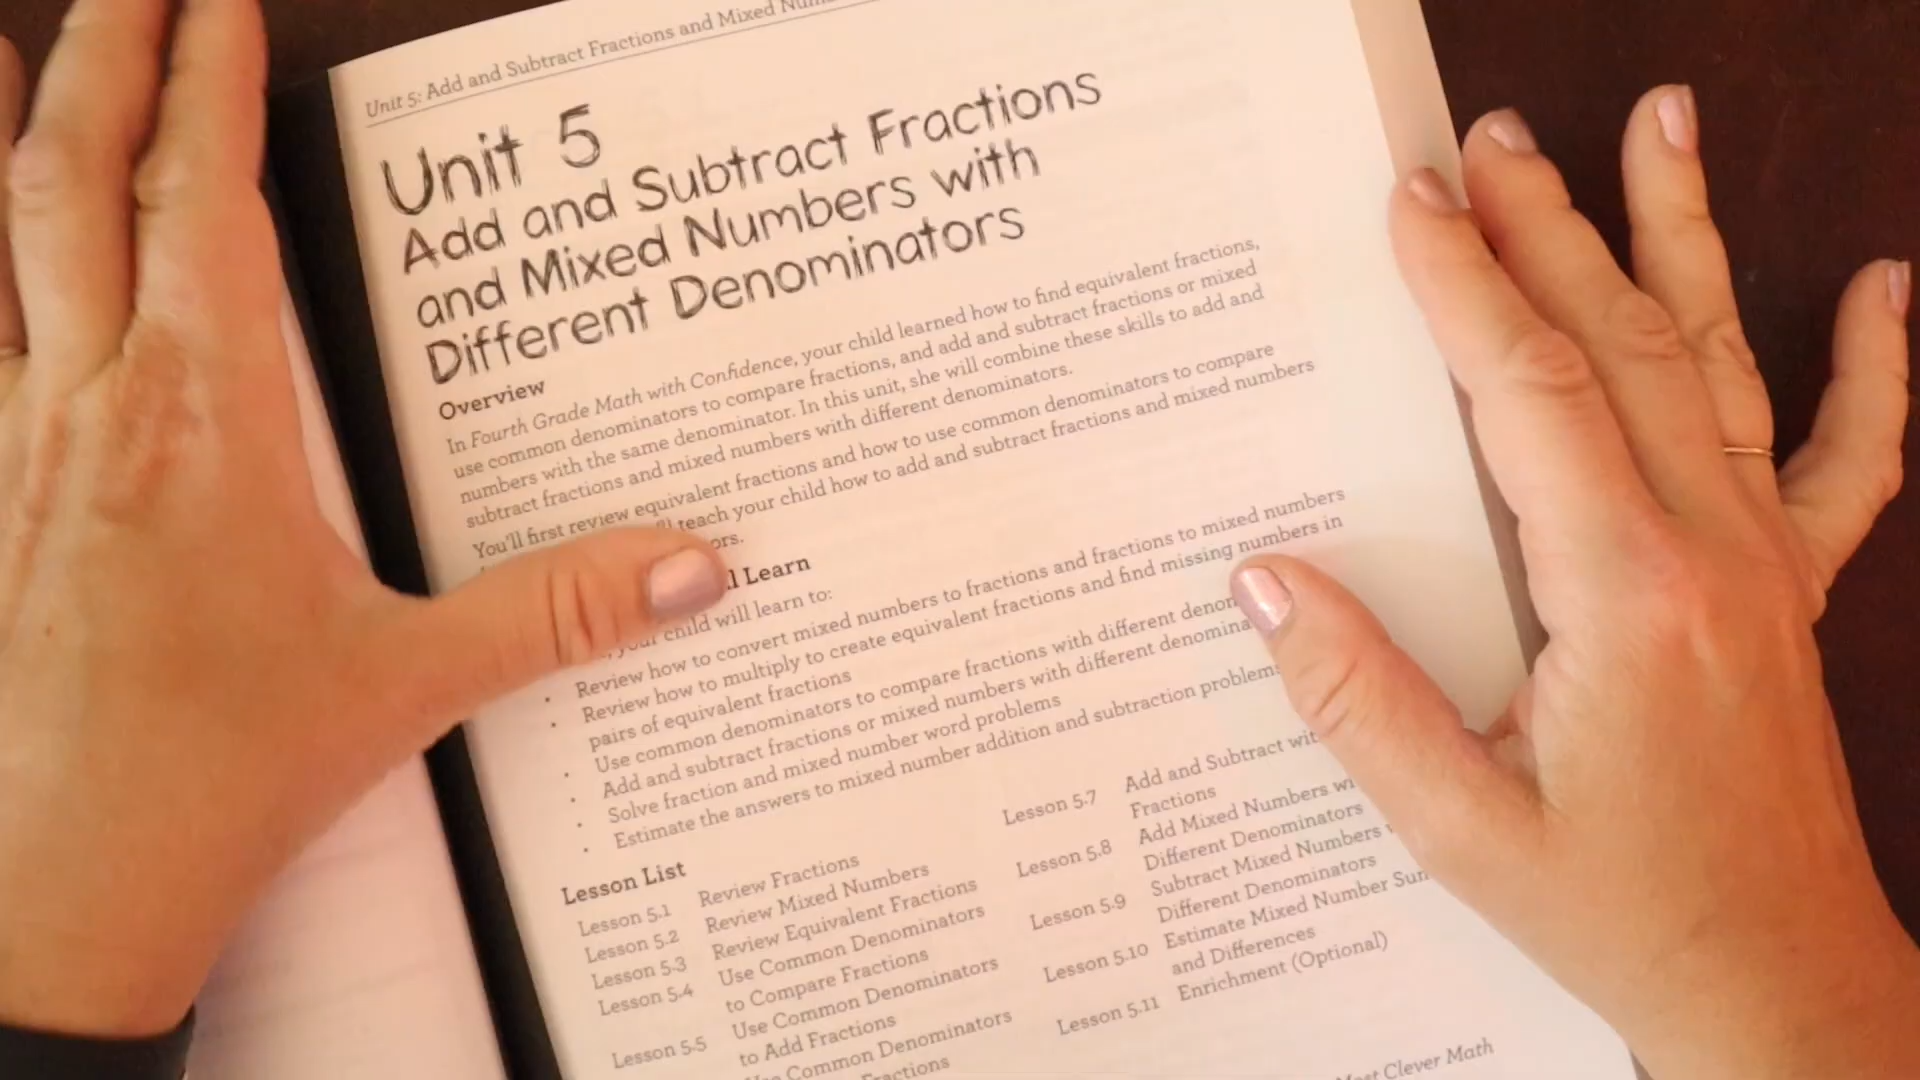 Unit 5: Add and Subtract Fractions and Mixed
Unit 5
Add and Subtract Fractions
and Mixed Numbers with
Different Denominators
Overview
In Fourth Grade Math with Confidence, your child learned how to find equivalent fractions,
use common denominators to compare fractions, and add and subtract fractions or mixed
numbers with the same denominator. In this unit, she will combine these skills to add and
subtract fractions and mixed numbers with different denominators.
You'll first review equivalent fractions and how to use common denominators to compare
teach your child how to add and subtract fractions and mixed numbers
Learn
your child will learn to:
• Review how to convert mixed numbers to fractions and fractions to mixed numbers
• Review how to multiply to create equivalent fractions and find missing numbers in
pairs of equivalent fractions
• Use common denominators to compare fractions with different
• Add and subtract fractions or mixed numbers with different
• Solve fraction and mixed number word problems
• Estimate the answers to mixed number addition and subtraction problems
Lesson List
Lesson 5.1 Review Fractions
Lesson 5.2 Review Mixed Numbers
Lesson 5.3 Review Equivalent Fractions
Lesson 5.4 Use Common Denominators
to Compare Fractions
Lesson 5.5 Use Common Denominators
to Add Fractions
Common Denominators
Fractions
Lesson 5.7 Add and Subtract
Fractions
Lesson 5.8 Add Mixed Numbers
Different Denominators
Lesson 5.9 Subtract Mixed Numbers
Different Denominators
Lesson 5.10 Estimate Mixed Number
and Differences
Lesson 5.11 Enrichment (Optional)
Most Clever Math